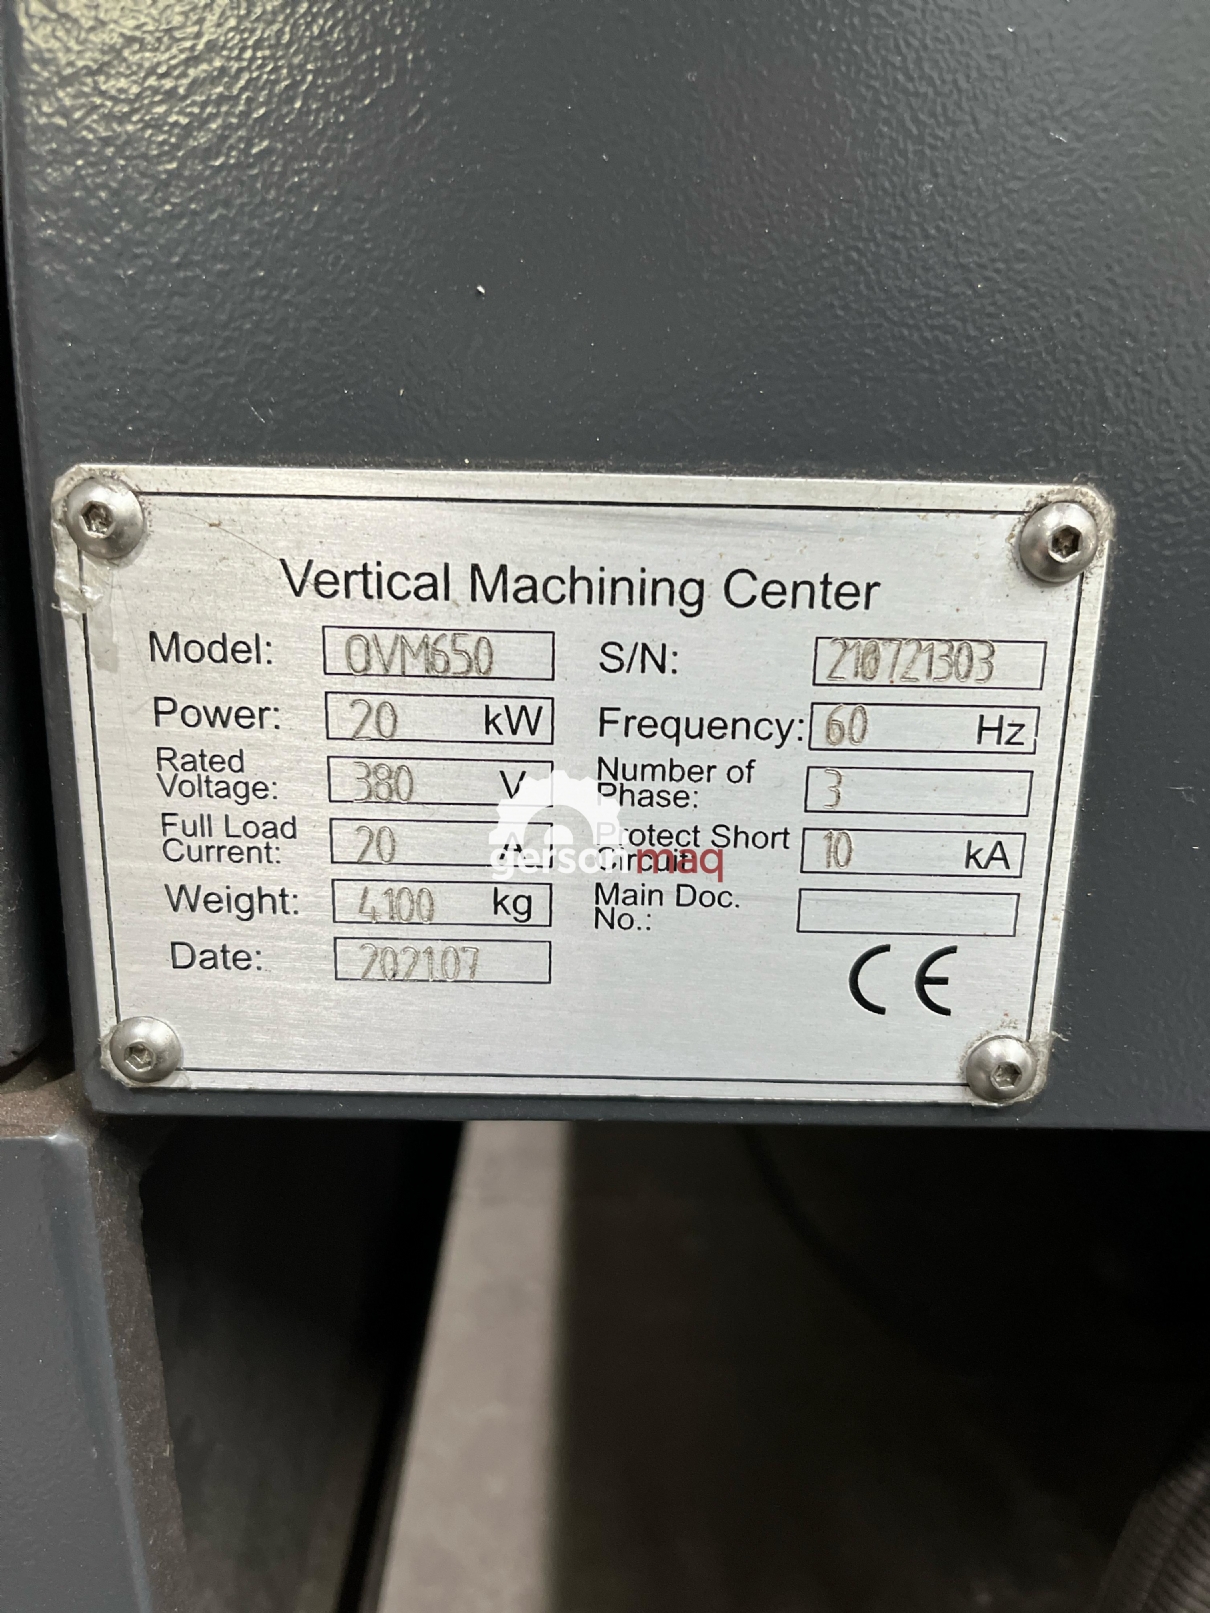 Vertical Machining Center
Model: OVM650 S/N: 210721303
Power: 20 kW Frequency: 60 Hz
Rated Voltage: 380 V Number of Phase: 3
Full Load Current: 20 A Protect Short Circuit 10 kA
Weight: 4100 kg Main Doc. No.:
Date: 202107
CE
gersonmaq